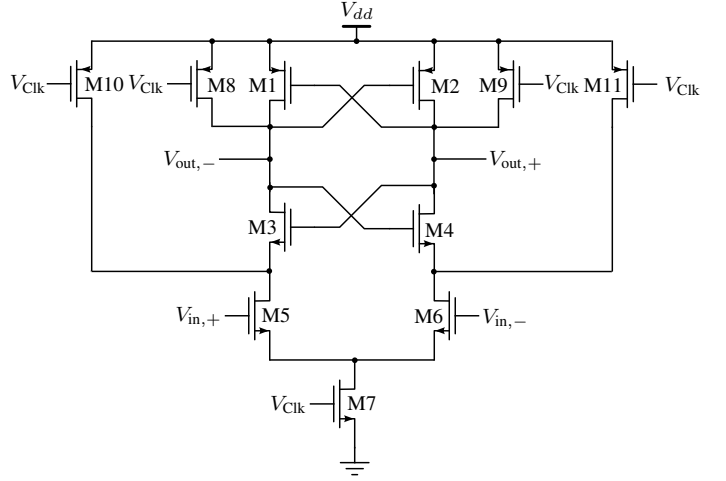 V_dd
V_Clk M10 V_Clk M8 M1 M2 M9 V_Clk M11 V_Clk
V_out,− V_out,+
M3 M4
V_in,+ M5 M6 V_in,−
V_Clk M7